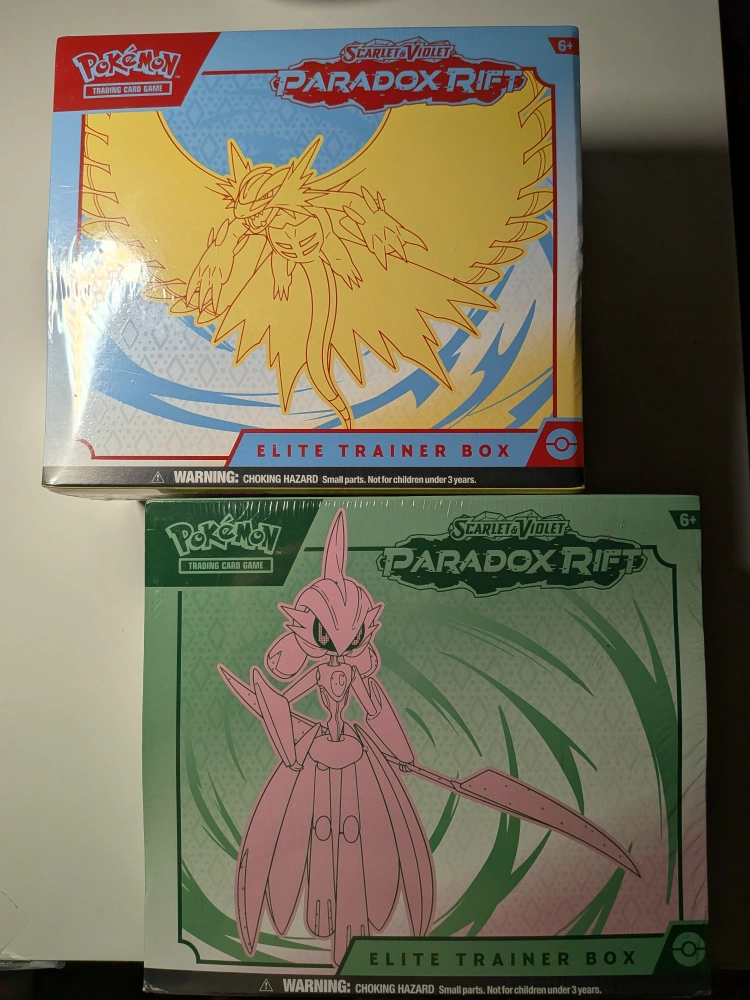 Pokémon
TRADING CARD GAME
SCARLET & VIOLET
PARADOX RIFT
6+
ELITE TRAINER BOX
WARNING: CHOKING HAZARD Small parts. Not for children under 3 years.
Pokémon
TRADING CARD GAME
SCARLET & VIOLET
PARADOX RIFT
6+
ELITE TRAINER BOX
WARNING: CHOKING HAZARD Small parts. Not for children under 3 years.